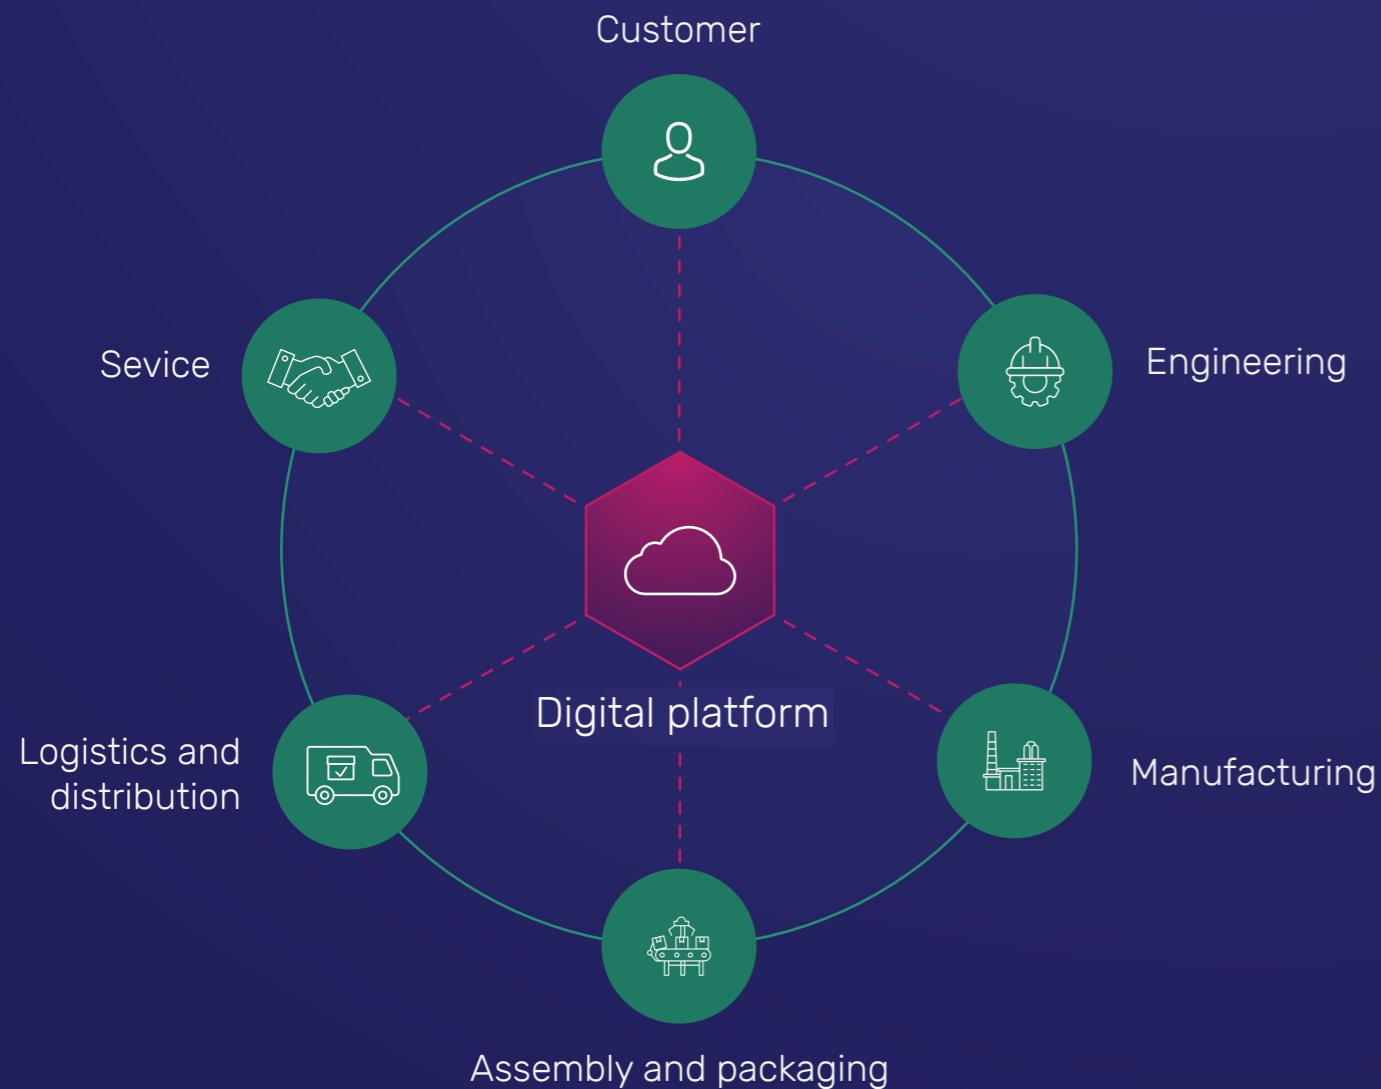 Customer
Sevice
Engineering
Digital platform
Logistics and
distribution
Manufacturing
Assembly and packaging